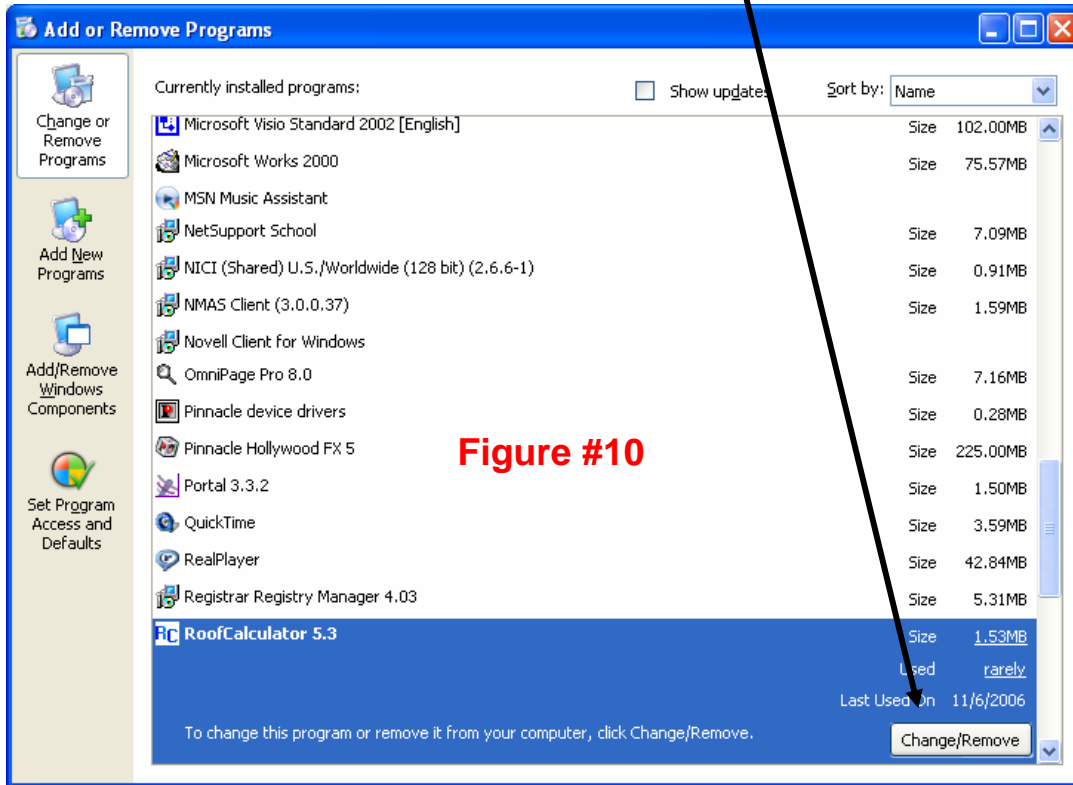 Add or Remove Programs
Change or
Remove
Programs
Add New
Programs
Add/Remove
Windows
Components
Set Program
Access and
Defaults
Currently installed programs: Show updates Sort by: Name
Microsoft Visio Standard 2002 [English] Size 102.00MB
Microsoft Works 2000 Size 75.57MB
MSN Music Assistant
NetSupport School Size 7.09MB
NICI (Shared) U.S./Worldwide (128 bit) (2.6.6-1) Size 0.91MB
NMAS Client (3.0.0.37) Size 1.59MB
Novell Client for Windows
OmniPage Pro 8.0 Size 7.16MB
Pinnacle device drivers Size 0.28MB
Pinnacle Hollywood FX 5 Size 225.00MB
Figure #10
Portal 3.3.2 Size 1.50MB
QuickTime Size 3.59MB
RealPlayer Size 42.84MB
Registrar Registry Manager 4.03 Size 5.31MB
RC RoofCalculator 5.3 Size 1.53MB
Used rarely
Last Used On 11/6/2006
To change this program or remove it from your computer, click Change/Remove. Change/Remove